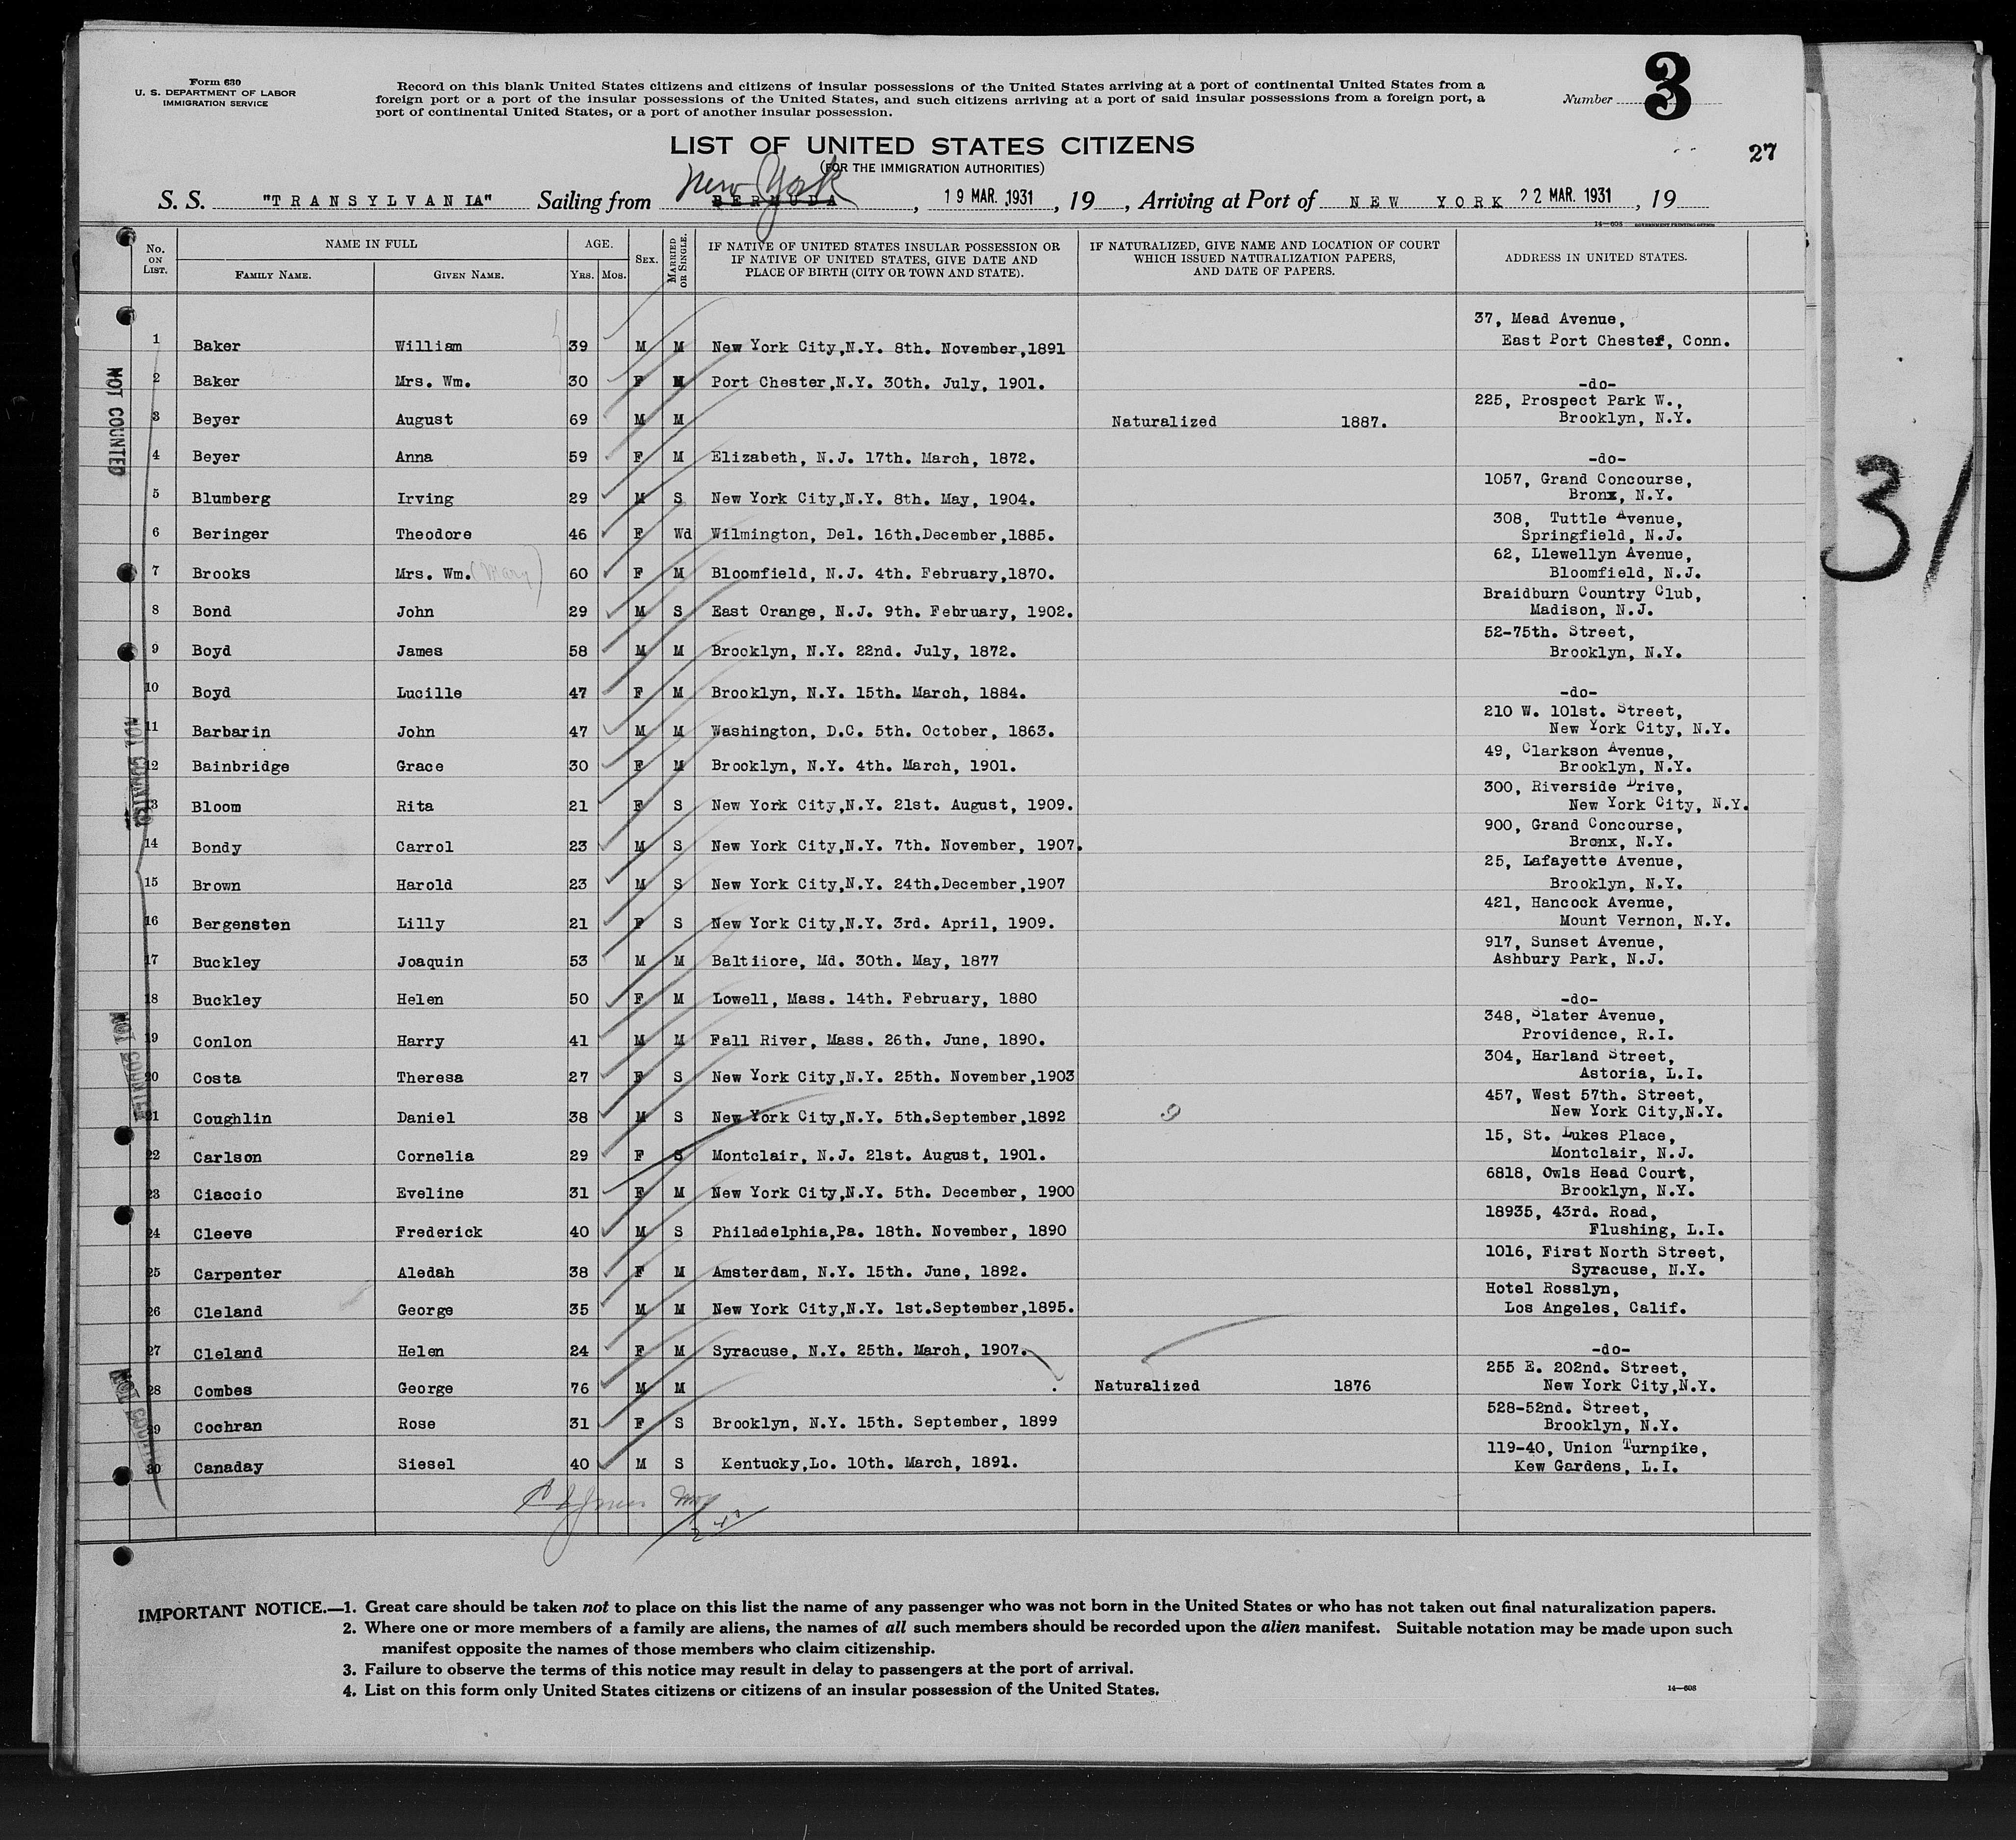 Form 630
U. S. DEPARTMENT OF LABOR
IMMIGRATION SERVICE
Record on this blank United States citizens and citizens of insular possessions of the United States arriving at a port of continental United States from a
foreign port or a port of the insular possessions of the United States, and such citizens arriving at a port of said insular possessions from a foreign port, a
port of continental United States, or a port of another insular possession.
Number 3
27
LIST OF UNITED STATES CITIZENS
(FOR THE IMMIGRATION AUTHORITIES)
New York
S. S. "TRANSYLVANIA" Sailing from BERMUDA, 19 MAR. 1931, 19 , Arriving at Port of NEW YORK 22 MAR. 1931, 19
14—608 GOVERNMENT PRINTING OFFICE
No. ON LIST.
NAME IN FULL
FAMILY NAME.
GIVEN NAME.
AGE.
YRS.
MOS.
SEX.
MARRIED OR SINGLE.
IF NATIVE OF UNITED STATES INSULAR POSSESSION OR
IF NATIVE OF UNITED STATES, GIVE DATE AND
PLACE OF BIRTH (CITY OR TOWN AND STATE).
IF NATURALIZED, GIVE NAME AND LOCATION OF COURT
WHICH ISSUED NATURALIZATION PAPERS,
AND DATE OF PAPERS.
ADDRESS IN UNITED STATES.
37, Mead Avenue,
1 Baker William 39 M M New York City,N.Y. 8th. November,1891 East Port Chester, Conn.
2 Baker Mrs. Wm. 30 F M Port Chester,N.Y. 30th. July, 1901. -do-
225, Prospect Park W.,
3 Beyer August 69 M M Naturalized 1887. Brooklyn, N.Y.
4 Beyer Anna 59 F M Elizabeth, N.J. 17th. March, 1872. -do-
1057, Grand Concourse,
5 Blumberg Irving 29 M S New York City,N.Y. 8th. May, 1904. Bronx, N.Y.
308, Tuttle Avenue,
6 Beringer Theodore 46 F Wd Wilmington, Del. 16th.December,1885. Springfield, N.J.
62, Llewellyn Avenue,
7 Brooks Mrs. Wm. (Mary) 60 F M Bloomfield, N.J. 4th. February,1870. Bloomfield, N.J.
Braidburn Country Club,
8 Bond John 29 M S East Orange, N.J. 9th. February, 1902. Madison, N.J.
52-75th. Street,
9 Boyd James 58 M M Brooklyn, N.Y. 22nd. July, 1872. Brooklyn, N.Y.
10 Boyd Lucille 47 F M Brooklyn, N.Y. 15th. March, 1884. -do-
210 W. 101st. Street,
11 Barbarin John 47 M M Washington, D.C. 5th. October, 1863. New York City, N.Y.
49, Clarkson Avenue,
12 Bainbridge Grace 30 F M Brooklyn, N.Y. 4th. March, 1901. Brooklyn, N.Y.
300, Riverside Drive,
13 Bloom Rita 21 F S New York City,N.Y. 21st. August, 1909. New York City, N.Y.
900, Grand Concourse,
14 Bondy Carrol 23 M S New York City,N.Y. 7th. November, 1907. Bronx, N.Y.
25, Lafayette Avenue,
15 Brown Harold 23 M S New York City,N.Y. 24th.December,1907 Brooklyn, N.Y.
421, Hancock Avenue,
16 Bergensten Lilly 21 F S New York City,N.Y. 3rd. April, 1909. Mount Vernon, N.Y.
917, Sunset Avenue,
17 Buckley Joaquin 53 M M Baltiiore, Md. 30th. May, 1877 Ashbury Park, N.J.
18 Buckley Helen 50 F M Lowell, Mass. 14th. February, 1880 -do-
348, Slater Avenue,
19 Conlon Harry 41 M M Fall River, Mass. 26th. June, 1890. Providence, R.I.
304, Harland Street,
20 Costa Theresa 27 F S New York City,N.Y. 25th. November,1903 Astoria, L.I.
457, West 57th. Street,
21 Coughlin Daniel 38 M S New York City,N.Y. 5th.September,1892 9 New York City,N.Y.
15, St. Lukes Place,
22 Carlson Cornelia 29 F S Montclair, N.J. 21st. August, 1901. Montclair, N.J.
6818, Owls Head Court,
23 Ciaccio Eveline 31 F M New York City,N.Y. 5th. December, 1900 Brooklyn, N.Y.
18935, 43rd. Road,
24 Cleeve Frederick 40 M S Philadelphia,Pa. 18th. November, 1890 Flushing, L.I.
1016, First North Street,
25 Carpenter Aledah 38 F M Amsterdam, N.Y. 15th. June, 1892. Syracuse, N.Y.
Hotel Rosslyn,
26 Cleland George 35 M M New York City,N.Y. 1st.September,1895. Los Angeles, Calif.
27 Cleland Helen 24 F M Syracuse, N.Y. 25th. March, 1907. -do-
255 E. 202nd. Street,
28 Combes George 76 M M . Naturalized 1876 New York City,N.Y.
528-52nd. Street,
29 Cochran Rose 31 F S Brooklyn, N.Y. 15th. September, 1899 Brooklyn, N.Y.
119-40, Union Turnpike,
30 Canaday Siesel 40 M S Kentucky,Lo. 10th. March, 1891. Kew Gardens, L.I.
NOT COUNTED
NOT COUNTED
NOT COUNTED
NOT COUNTED
31
IMPORTANT NOTICE.—1. Great care should be taken not to place on this list the name of any passenger who was not born in the United States or who has not taken out final naturalization papers.
2. Where one or more members of a family are aliens, the names of all such members should be recorded upon the alien manifest. Suitable notation may be made upon such
manifest opposite the names of those members who claim citizenship.
3. Failure to observe the terms of this notice may result in delay to passengers at the port of arrival.
4. List on this form only United States citizens or citizens of an insular possession of the United States.
14—608